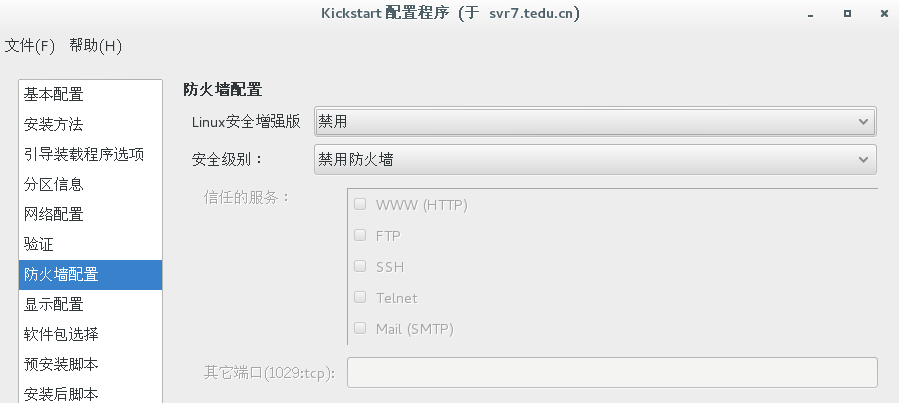 Kickstart 配置程序 (于 svr7.tedu.cn)
文件(F) 帮助(H)
基本配置
安装方法
引导装载程序选项
分区信息
网络配置
验证
防火墙配置
显示配置
软件包选择
预安装脚本
安装后脚本
防火墙配置
Linux安全增强版 禁用
安全级别： 禁用防火墙
信任的服务：
WWW (HTTP)
FTP
SSH
Telnet
Mail (SMTP)
其它端口(1029:tcp):